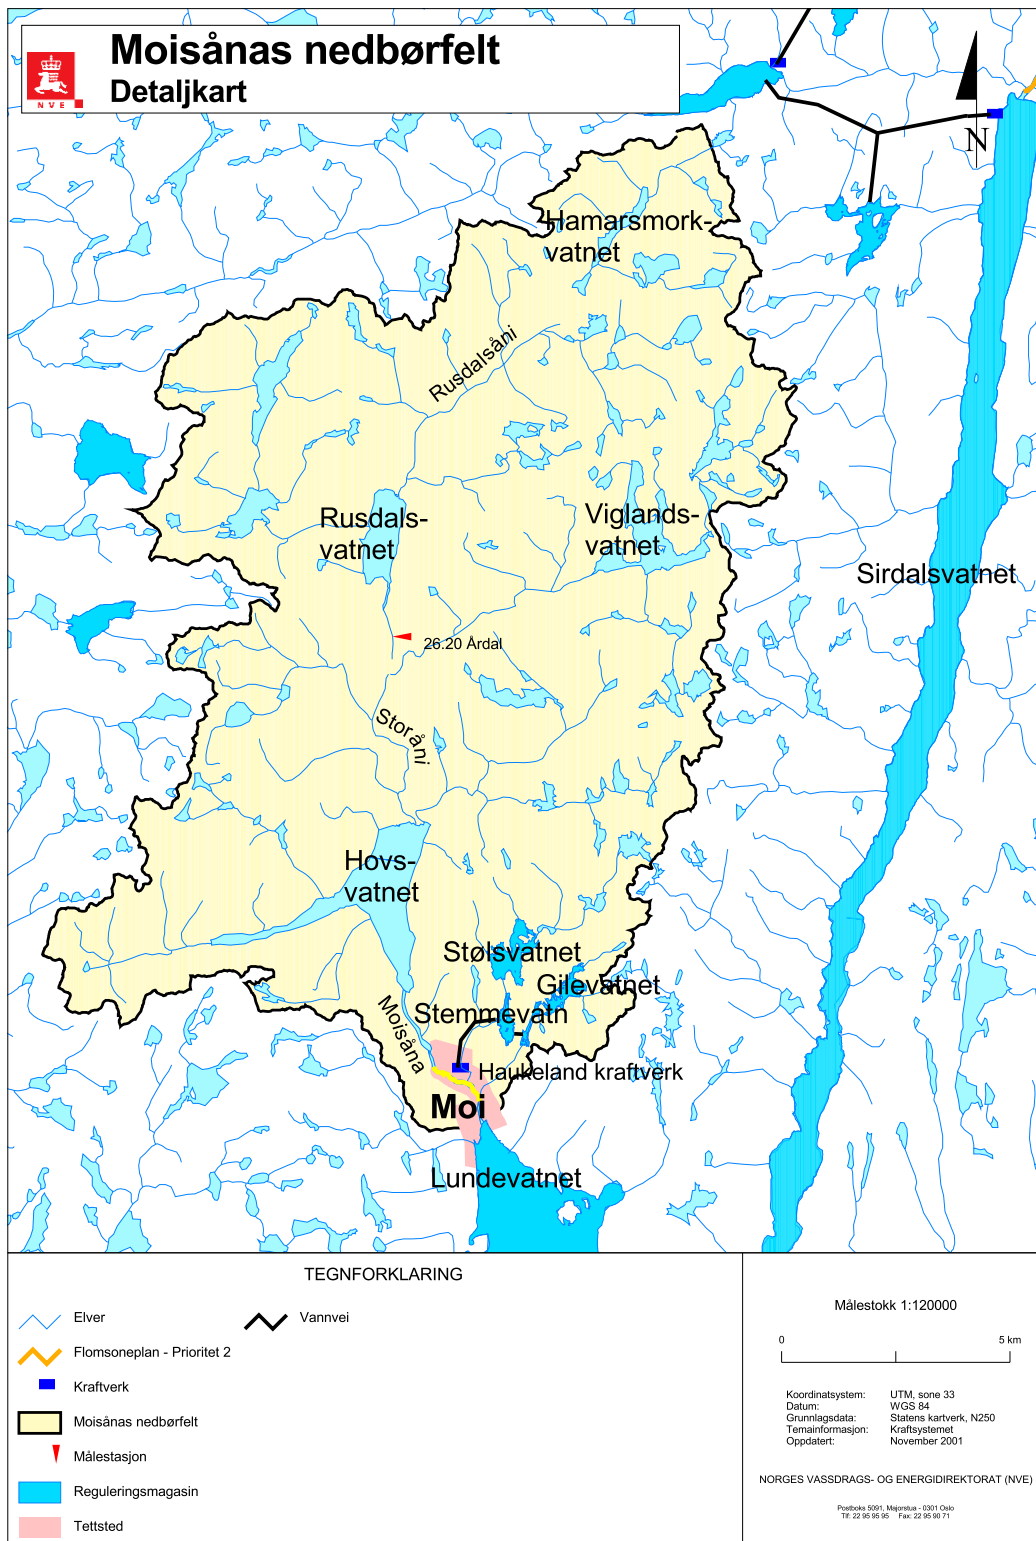 Moisånas nedbørfelt
Detaljkart
N V E
N
Hamarsmork-
vatnet
Rusdalsåni
Rusdals-
vatnet
Viglands-
vatnet
Sirdalsvatnet
26.20 Årdal
Storåni
Hovs-
vatnet
Stølsvatnet
Gilevatnet
Stemmevatn
Moisåna
Haukeland kraftverk
Moi
Lundevatnet
TEGNFORKLARING
Elver
Vannvei
Flomsoneplan - Prioritet 2
Kraftverk
Moisånas nedbørfelt
Målestasjon
Reguleringsmagasin
Tettsted
Målestokk 1:120000
0 5 km
Koordinatsystem: UTM, sone 33
Datum: WGS 84
Grunnlagsdata: Statens kartverk, N250
Temainformasjon: Kraftsystemet
Oppdatert: November 2001
NORGES VASSDRAGS- OG ENERGIDIREKTORAT (NVE)
Postboks 5091, Majorstua - 0301 Oslo
Tlf: 22 95 95 95 Fax: 22 95 90 71